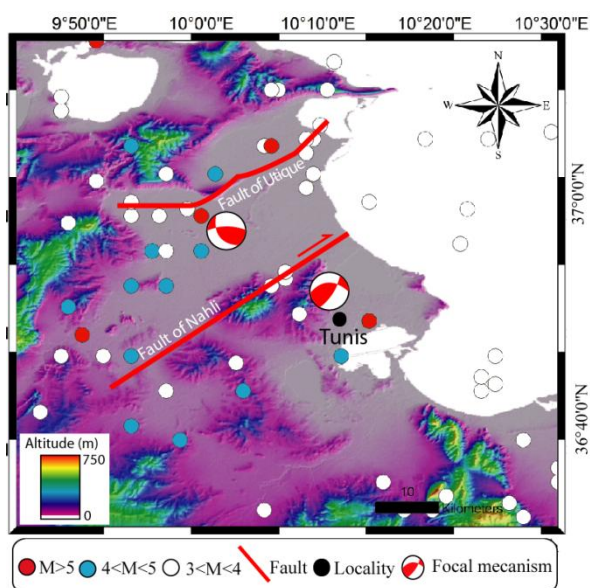 9°50'0"E 10°00'0"E 10°10'0"E 10°20'0"E 10°30'0"E
N
W E
S
Fault of Utique
37°0'0"N
Fault of Nahli
Tunis
36°40'0"N
Altitude (m)
750
0
10
Kilometers
M>5 4<M<5 3<M<4 Fault Locality Focal mecanism